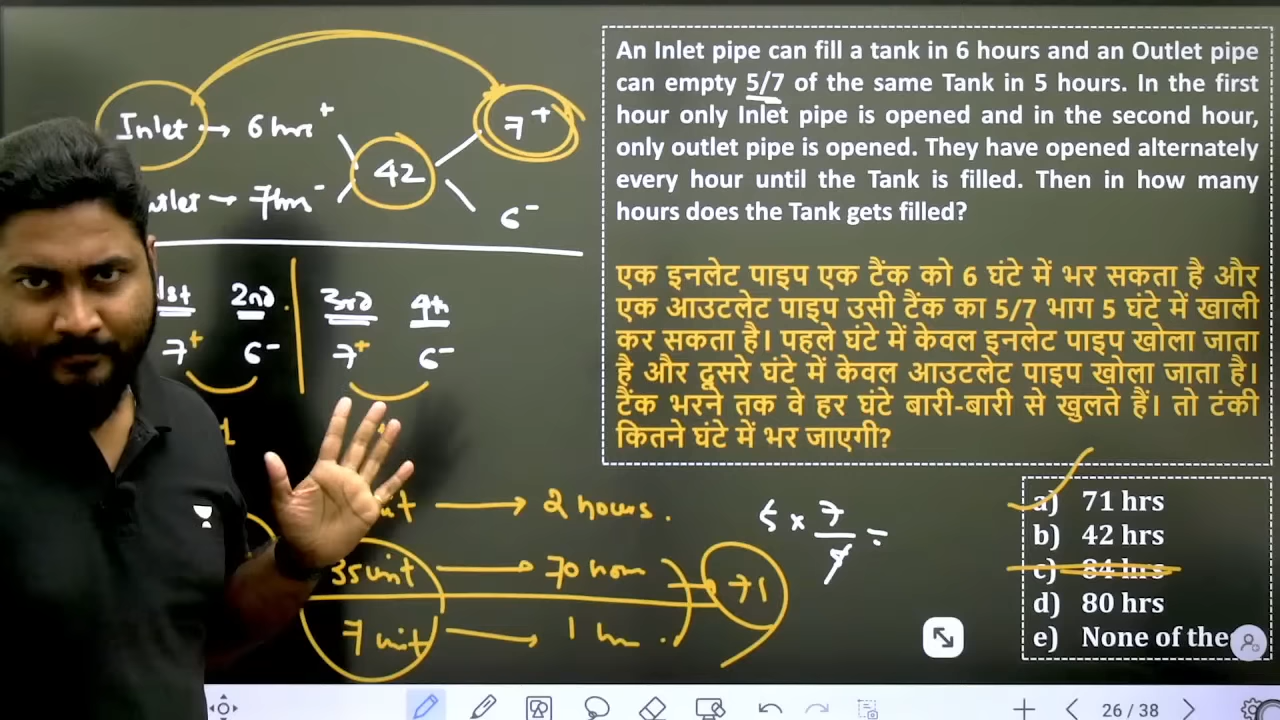 An Inlet pipe can fill a tank in 6 hours and an Outlet pipe
can empty 5/7 of the same Tank in 5 hours. In the first
hour only Inlet pipe is opened and in the second hour,
only outlet pipe is opened. They have opened alternately
every hour until the Tank is filled. Then in how many
hours does the Tank gets filled?
एक इनलेट पाइप एक टैंक को 6 घंटे में भर सकता है और
एक आउटलेट पाइप उसी टैंक का 5/7 भाग 5 घंटे में खाली
कर सकता है। पहले घंटे में केवल इनलेट पाइप खोला जाता
है और दूसरे घंटे में केवल आउटलेट पाइप खोला जाता है।
टैंक भरने तक वे हर घंटे बारी-बारी से खुलते हैं। तो टंकी
कितने घंटे में भर जाएगी?
a) 71 hrs
b) 42 hrs
c) 84 hrs
d) 80 hrs
e) None of the
Inlet → 6 hrs +
→ 7 hrs -
42
7 +
6 -
1st 2nd 3rd 4th
7+ 6- 7+ 6-
→ 2 hours.
35 unit → 70 hour
7 unit → 1 hr.
71
5 × 7/5 =
26 / 38